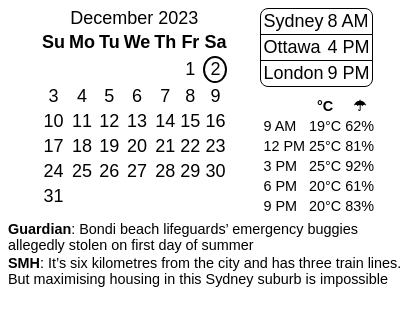 December 2023
Su Mo Tu We Th Fr Sa
1 2
3 4 5 6 7 8 9
10 11 12 13 14 15 16
17 18 19 20 21 22 23
24 25 26 27 28 29 30
31
Sydney 8 AM
Ottawa 4 PM
London 9 PM
°C ☂
9 AM 19°C 62%
12 PM 25°C 81%
3 PM 25°C 92%
6 PM 20°C 61%
9 PM 20°C 83%
Guardian: Bondi beach lifeguards’ emergency buggies
allegedly stolen on first day of summer
SMH: It’s six kilometres from the city and has three train lines.
But maximising housing in this Sydney suburb is impossible